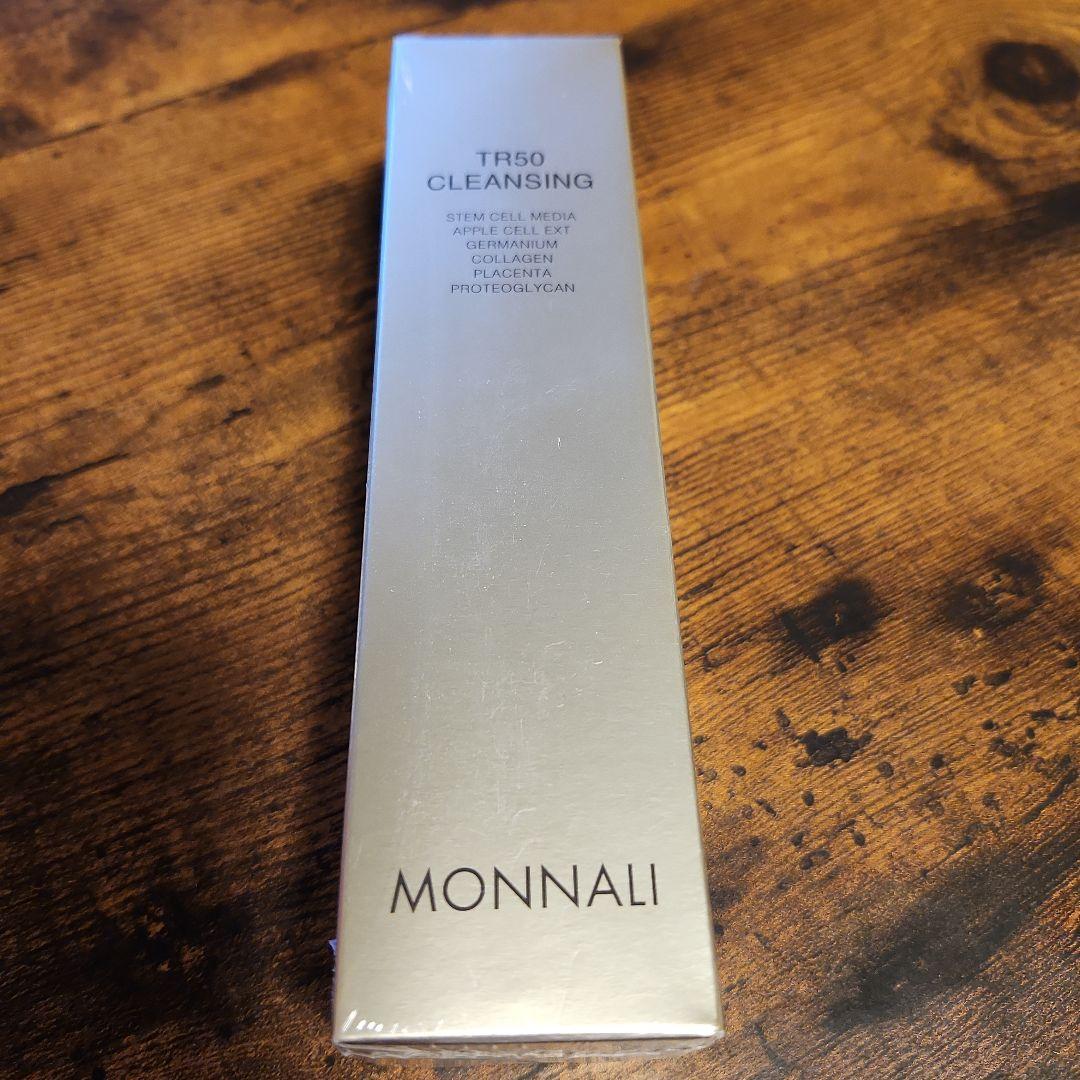 TR50
CLEANSING
STEM CELL MEDIA
APPLE CELL EXT
GERMANIUM
COLLAGEN
PLACENTA
PROTEOGLYCAN
MONNALI